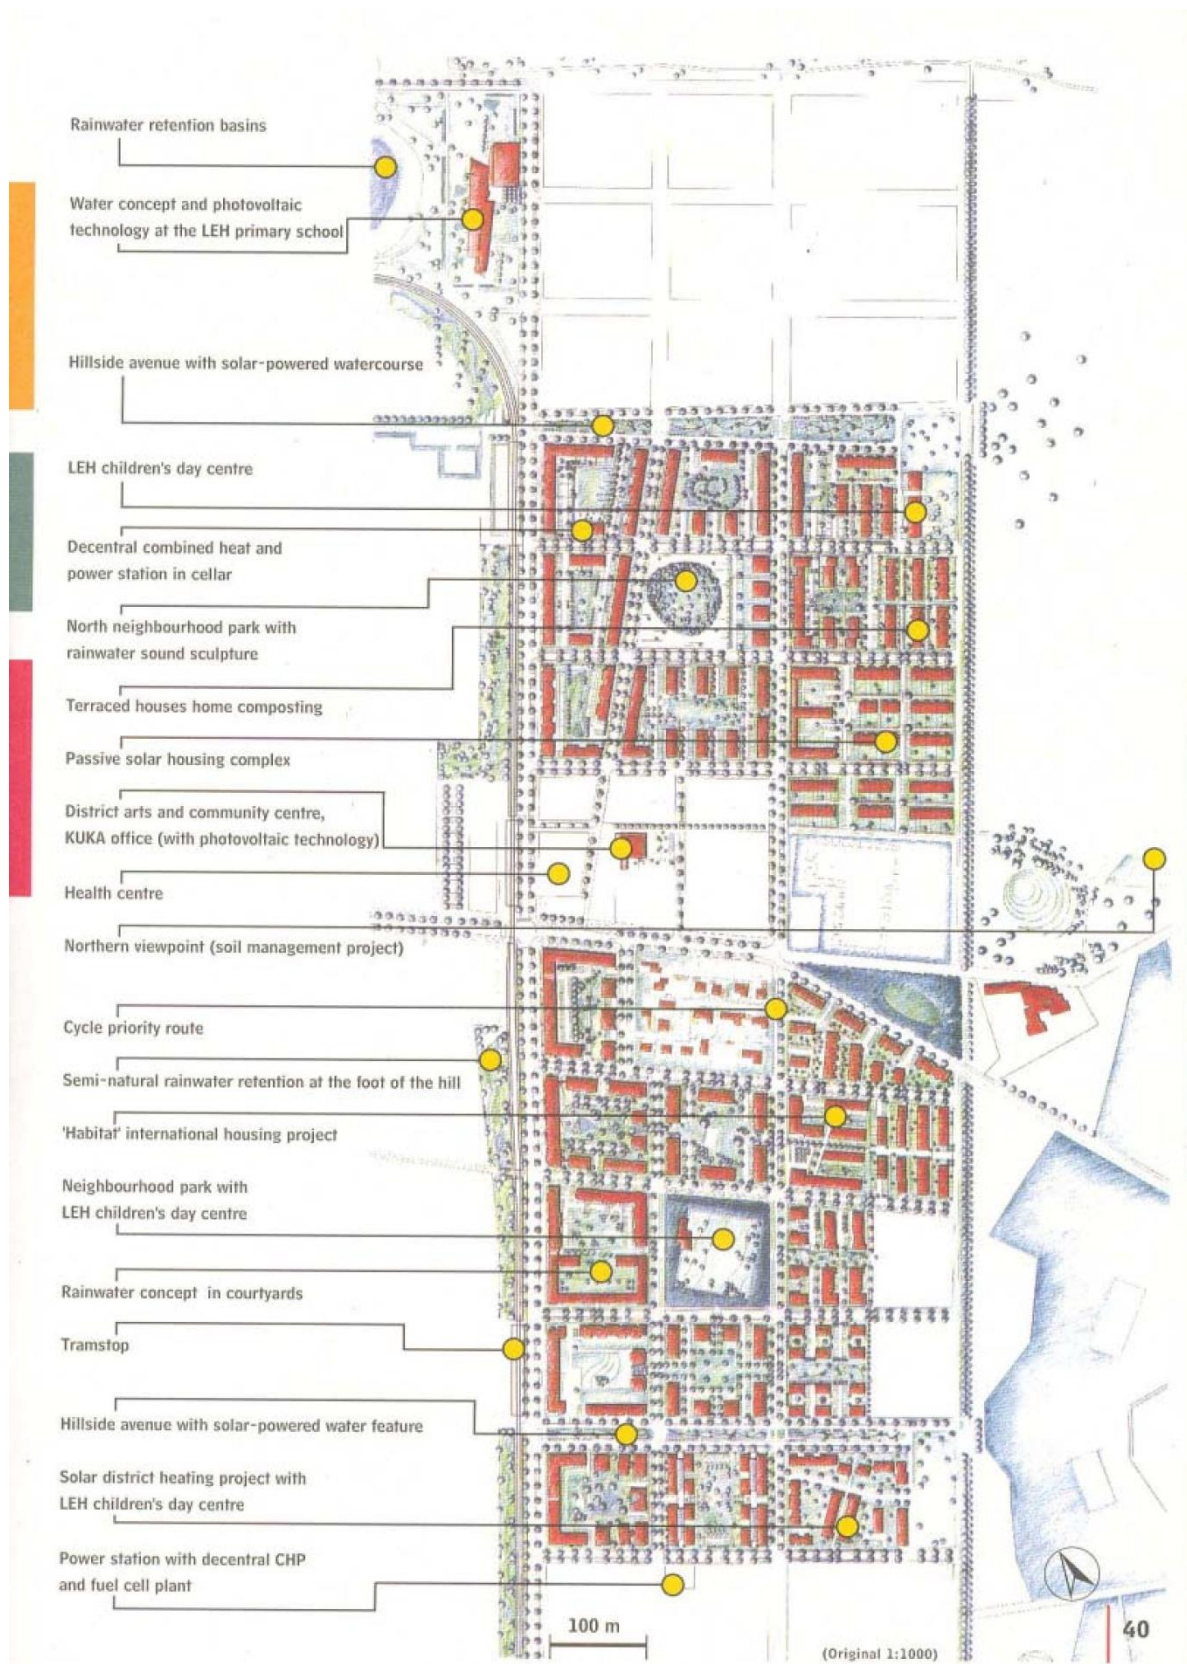 Rainwater retention basins
Water concept and photovoltaic
technology at the LEH primary school
Hillside avenue with solar-powered watercourse
LEH children's day centre
Decentral combined heat and
power station in cellar
North neighbourhood park with
rainwater sound sculpture
Terraced houses home composting
Passive solar housing complex
District arts and community centre,
KUKA office (with photovoltaic technology)
Health centre
Northern viewpoint (soil management project)
Cycle priority route
Semi-natural rainwater retention at the foot of the hill
'Habitat' international housing project
Neighbourhood park with
LEH children's day centre
Rainwater concept in courtyards
Tramstop
Hillside avenue with solar-powered water feature
Solar district heating project with
LEH children's day centre
Power station with decentral CHP
and fuel cell plant
100 m
(Original 1:1000)
40